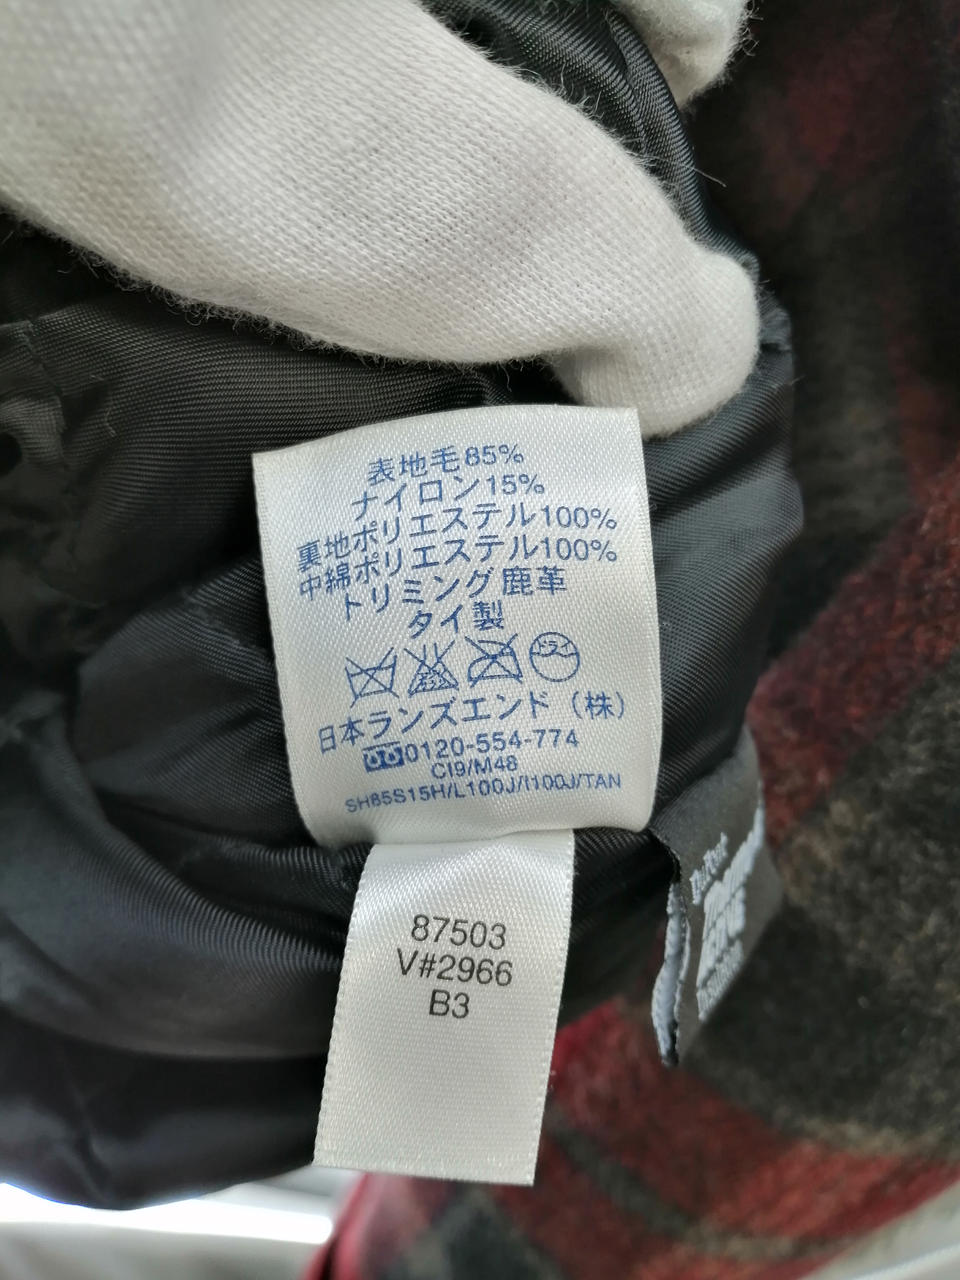 表地毛85%
ナイロン15%
裏地ポリエステル100%
中綿ポリエステル100%
トリミング鹿革
タイ製
ドライ
日本ランズエンド（株）
0120-554-774
CI9/M48
SH85S15H/L100J/I100J/TAN
87503
V#2966
B3